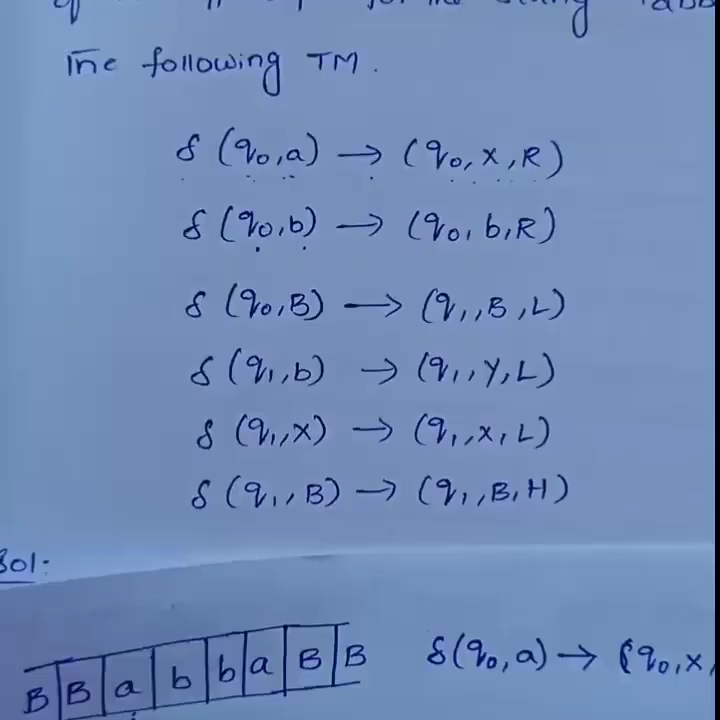 The following TM.
δ (q0, a) → (q0, x, R)
δ (q0, b) → (q0, b, R)
δ (q0, B) → (q1, B, L)
δ (q1, b) → (q1, y, L)
δ (q1, x) → (q1, x, L)
δ (q1, B) → (q1, B, H)
Sol:
B B a b b a B B
δ(q0, a) → (q0, x,